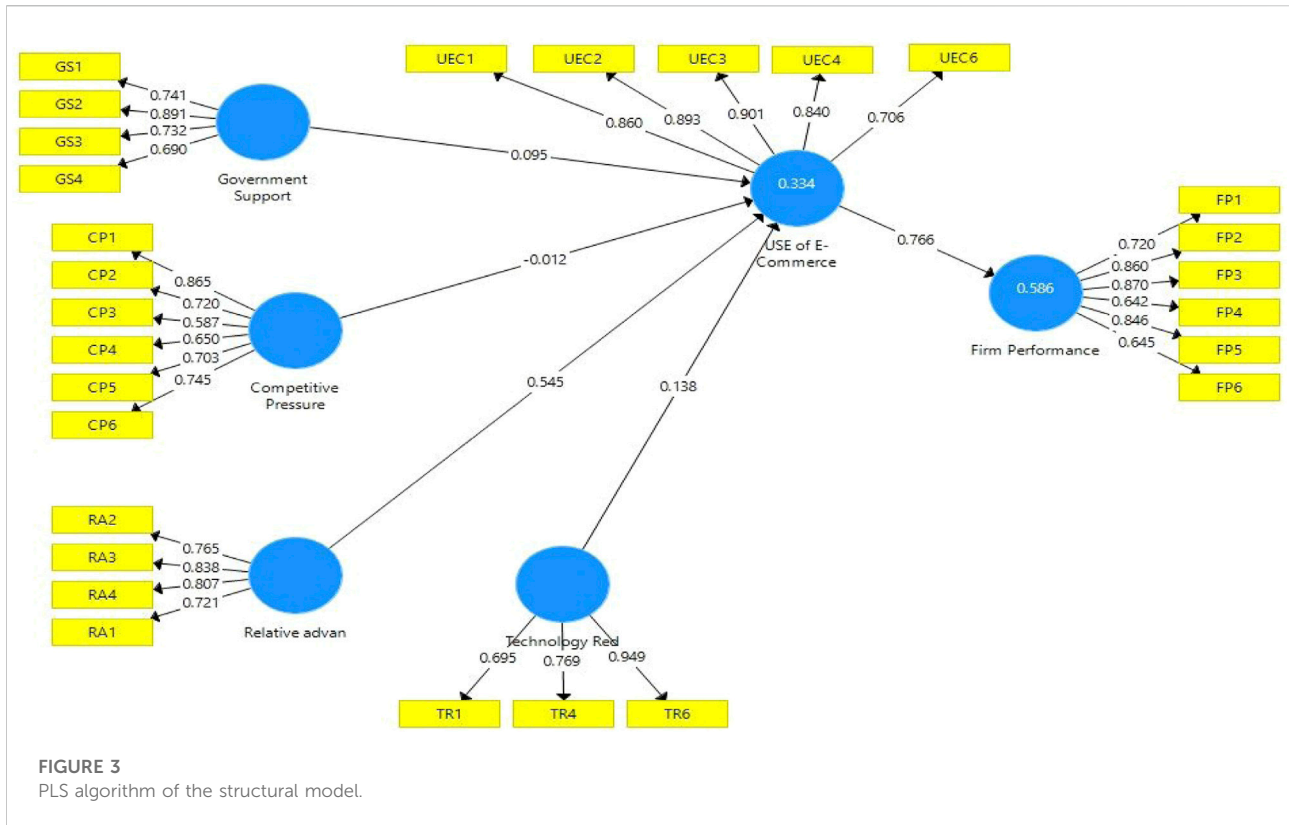 GS1
GS2
GS3
GS4
0.741
0.891
0.732
0.690
Government
Support
0.095
CP1
CP2
CP3
CP4
CP5
CP6
0.865
0.720
0.587
0.650
0.703
0.745
Competitive
Pressure
-0.012
RA2
RA3
RA4
RA1
0.765
0.838
0.807
0.721
Relative advan
0.545
Technology Red
0.138
0.695
0.769
0.949
TR1
TR4
TR6
UEC1
UEC2
UEC3
UEC4
UEC6
0.860
0.893
0.901
0.840
0.706
0.334
USE of E-
Commerce
0.766
0.586
Firm Performance
0.720
0.860
0.870
0.642
0.846
0.645
FP1
FP2
FP3
FP4
FP5
FP6
FIGURE 3
PLS algorithm of the structural model.